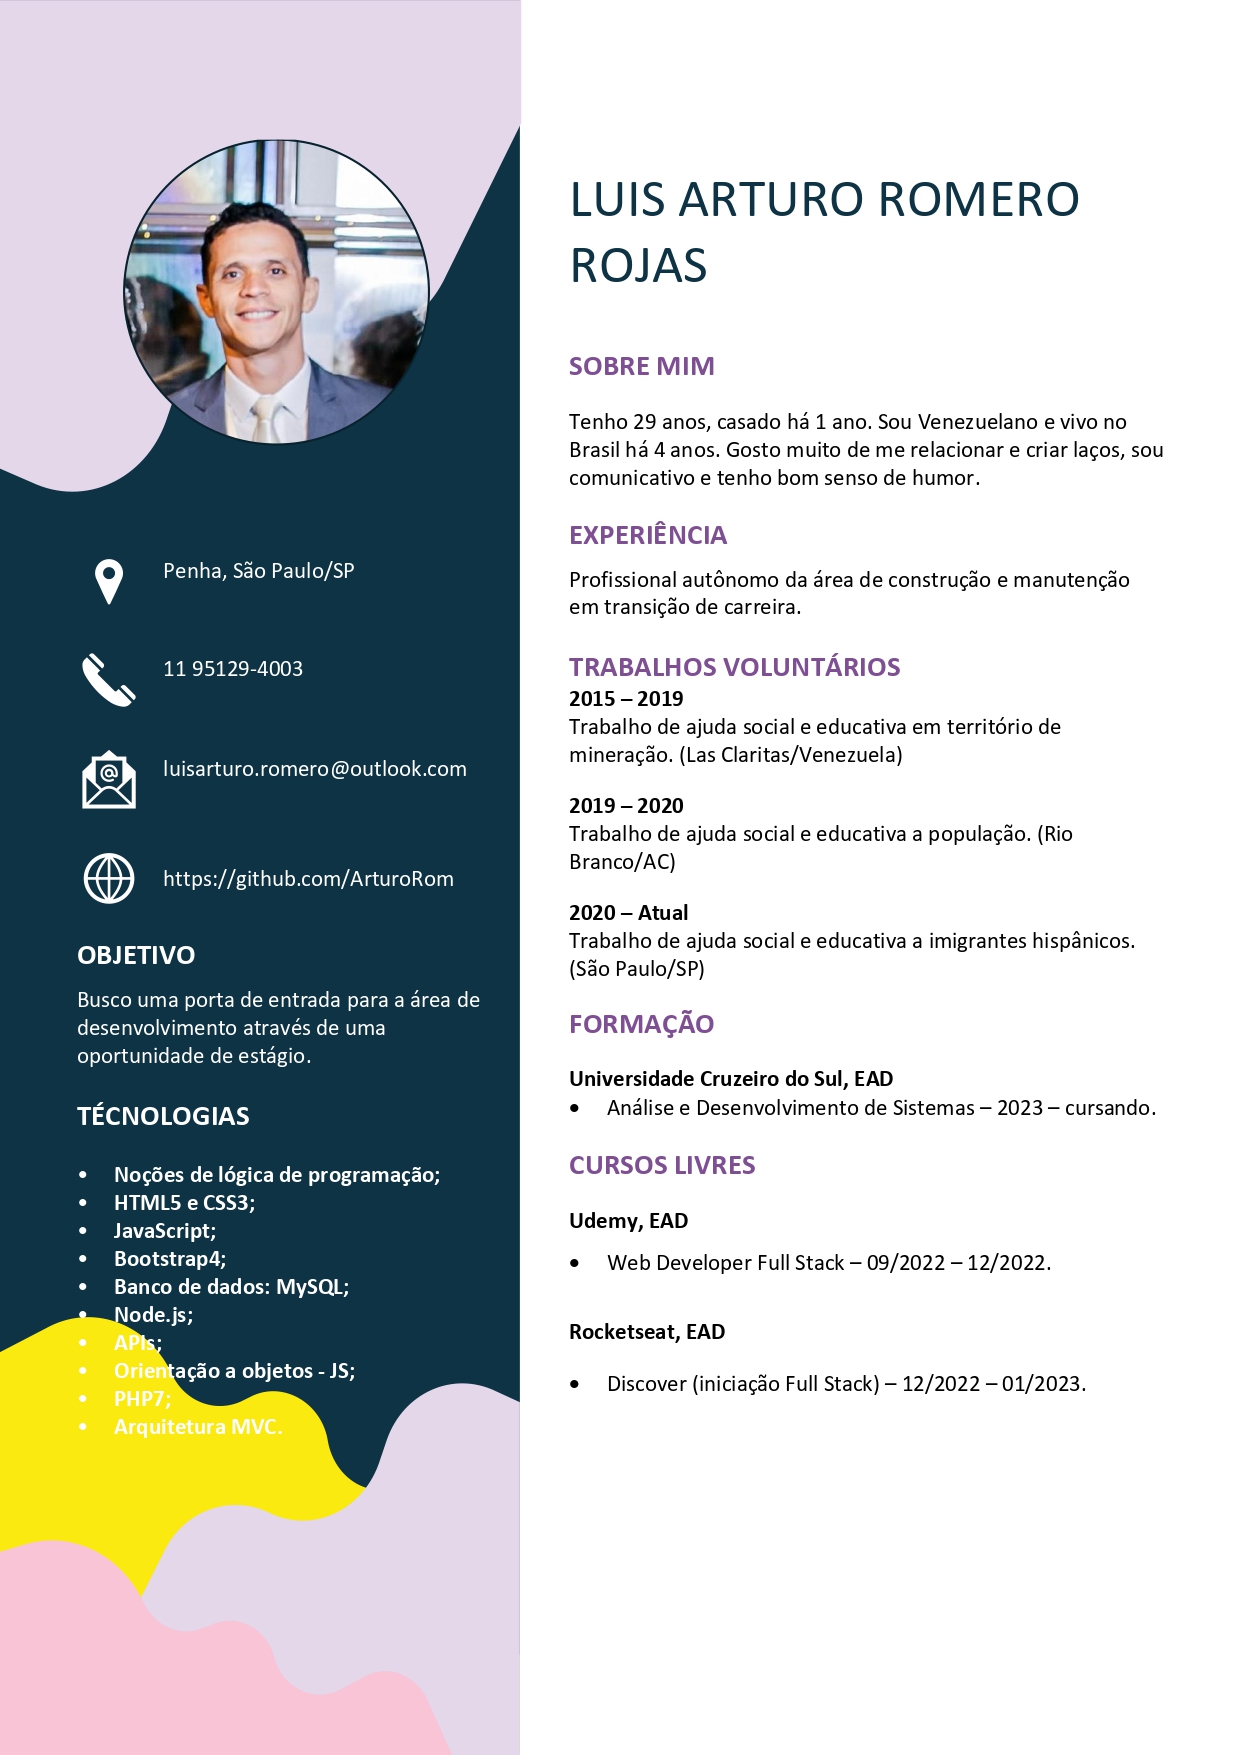 LUIS ARTURO ROMERO
ROJAS
Penha, São Paulo/SP
11 95129-4003
luisarturo.romero@outlook.com
https://github.com/ArturoRom
OBJETIVO
Busco uma porta de entrada para a área de
desenvolvimento através de uma
oportunidade de estágio.
TÉCNOLOGIAS
• Noções de lógica de programação;
• HTML5 e CSS3;
• JavaScript;
• Bootstrap4;
• Banco de dados: MySQL;
• Node.js;
• APIs;
• Orientação a objetos - JS;
• PHP7;
• Arquitetura MVC.
SOBRE MIM
Tenho 29 anos, casado há 1 ano. Sou Venezuelano e vivo no
Brasil há 4 anos. Gosto muito de me relacionar e criar laços, sou
comunicativo e tenho bom senso de humor.
EXPERIÊNCIA
Profissional autônomo da área de construção e manutenção
em transição de carreira.
TRABALHOS VOLUNTÁRIOS
2015 – 2019
Trabalho de ajuda social e educativa em território de
mineração. (Las Claritas/Venezuela)
2019 – 2020
Trabalho de ajuda social e educativa a população. (Rio
Branco/AC)
2020 – Atual
Trabalho de ajuda social e educativa a imigrantes hispânicos.
(São Paulo/SP)
FORMAÇÃO
Universidade Cruzeiro do Sul, EAD
• Análise e Desenvolvimento de Sistemas – 2023 – cursando.
CURSOS LIVRES
Udemy, EAD
• Web Developer Full Stack – 09/2022 – 12/2022.
Rocketseat, EAD
• Discover (iniciação Full Stack) – 12/2022 – 01/2023.